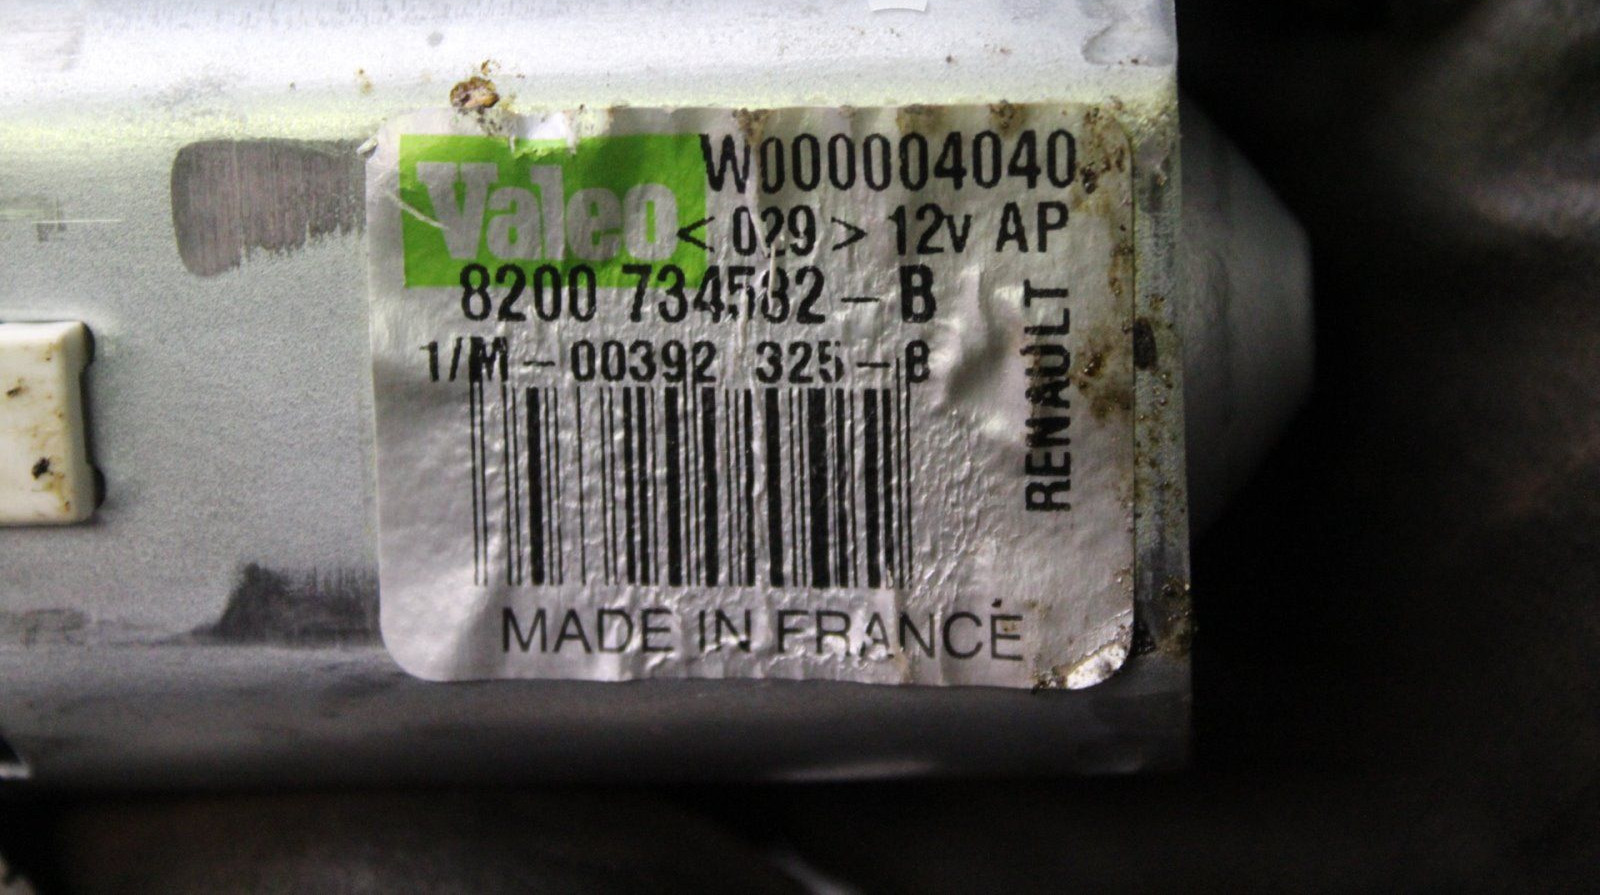 Valeo
W000004040
< 029 > 12v AP
8200 734582 - B
1/M - 00392 325 - B
RENAULT
MADE IN FRANCE